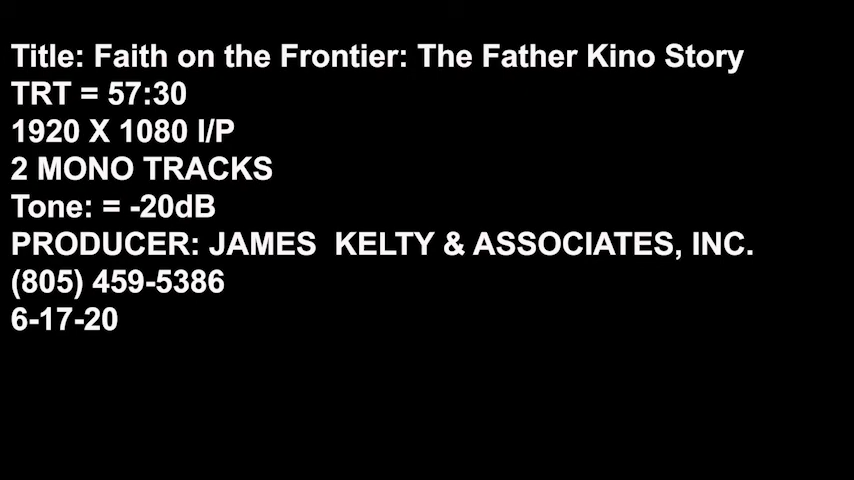 Title: Faith on the Frontier: The Father Kino Story
TRT = 57:30
1920 X 1080 I/P
2 MONO TRACKS
Tone: = -20dB
PRODUCER: JAMES  KELTY & ASSOCIATES, INC.
(805) 459-5386
6-17-20